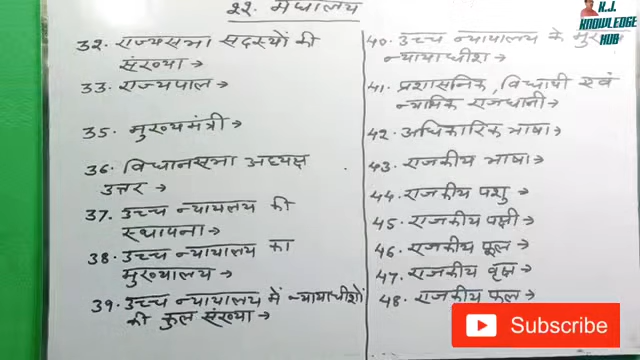 २२. मेघालय
32. राज्यसभा सदस्यों की
संख्या →
33. राज्यपाल →
35. मुख्यमंत्री →
36. विधानसभा अध्यक्ष
उत्तर →
37. उच्च न्यायलय की
स्थापना →
38. उच्च न्यायालय का
मुख्यालय →
39. उच्च न्यायालय में न्यायाधीशों
की कुल संख्या →
40. उच्च न्यायालय के मुख्य
न्यायाधीश →
41. प्रशासनिक, विधायी एवं
न्यायिक राजधानी →
42. अधिकारिक भाषा →
43. राजकीय भाषा →
44. राजकीय पशु →
45. राजकीय पक्षी →
46. राजकीय फूल →
47. राजकीय वृक्ष →
48. राजकीय फल →
K.J.
KNOWLEDGE
HUB
Subscribe